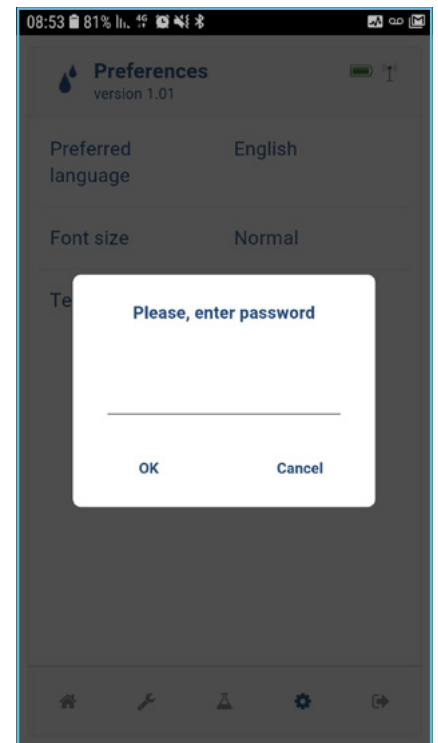 08:53 81% 4G
Preferences
version 1.01
Preferred English
language
Font size Normal
Te
Please, enter password
OK Cancel